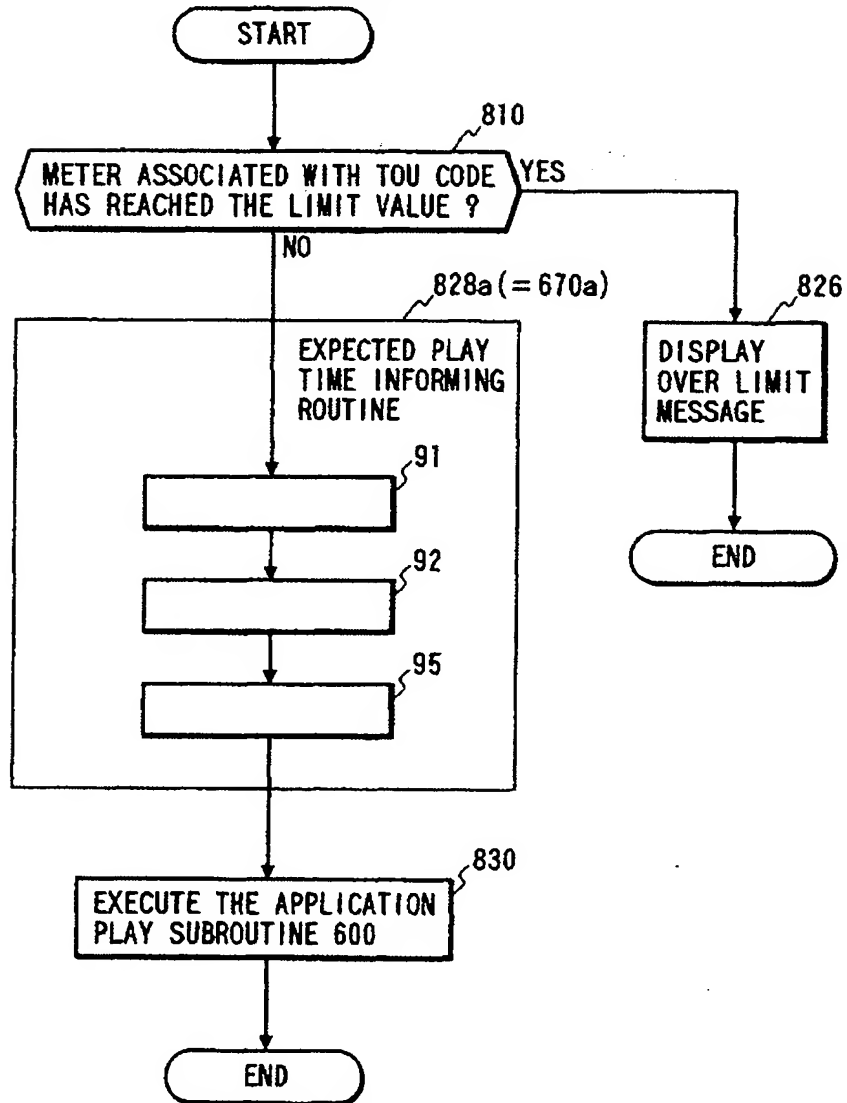 START
810
METER ASSOCIATED WITH TOU CODE
HAS REACHED THE LIMIT VALUE ?
YES
NO
828a(=670a)
826
EXPECTED PLAY
TIME INFORMING
ROUTINE
DISPLAY
OVER LIMIT
MESSAGE
91
END
92
95
830
EXECUTE THE APPLICATION
PLAY SUBROUTINE 600
END